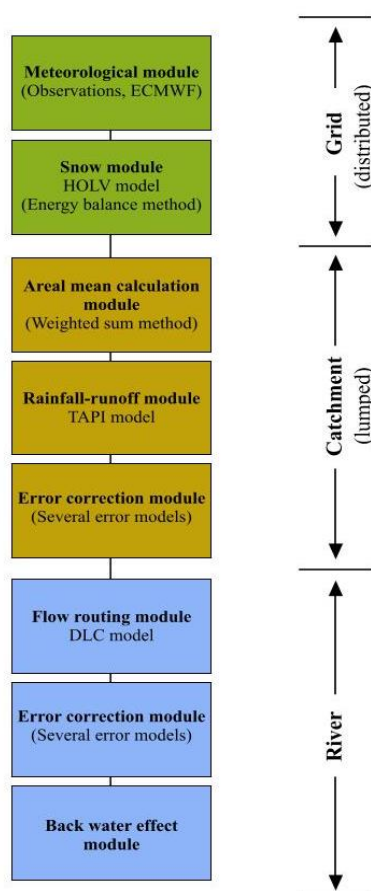 Meteorological module
(Observations, ECMWF)
Snow module
HOLV model
(Energy balance method)
Areal mean calculation
module
(Weighted sum method)
Rainfall-runoff module
TAPI model
Error correction module
(Several error models)
Flow routing module
DLC model
Error correction module
(Several error models)
Back water effect
module
Grid
(distributed)
Catchment
(lumped)
River